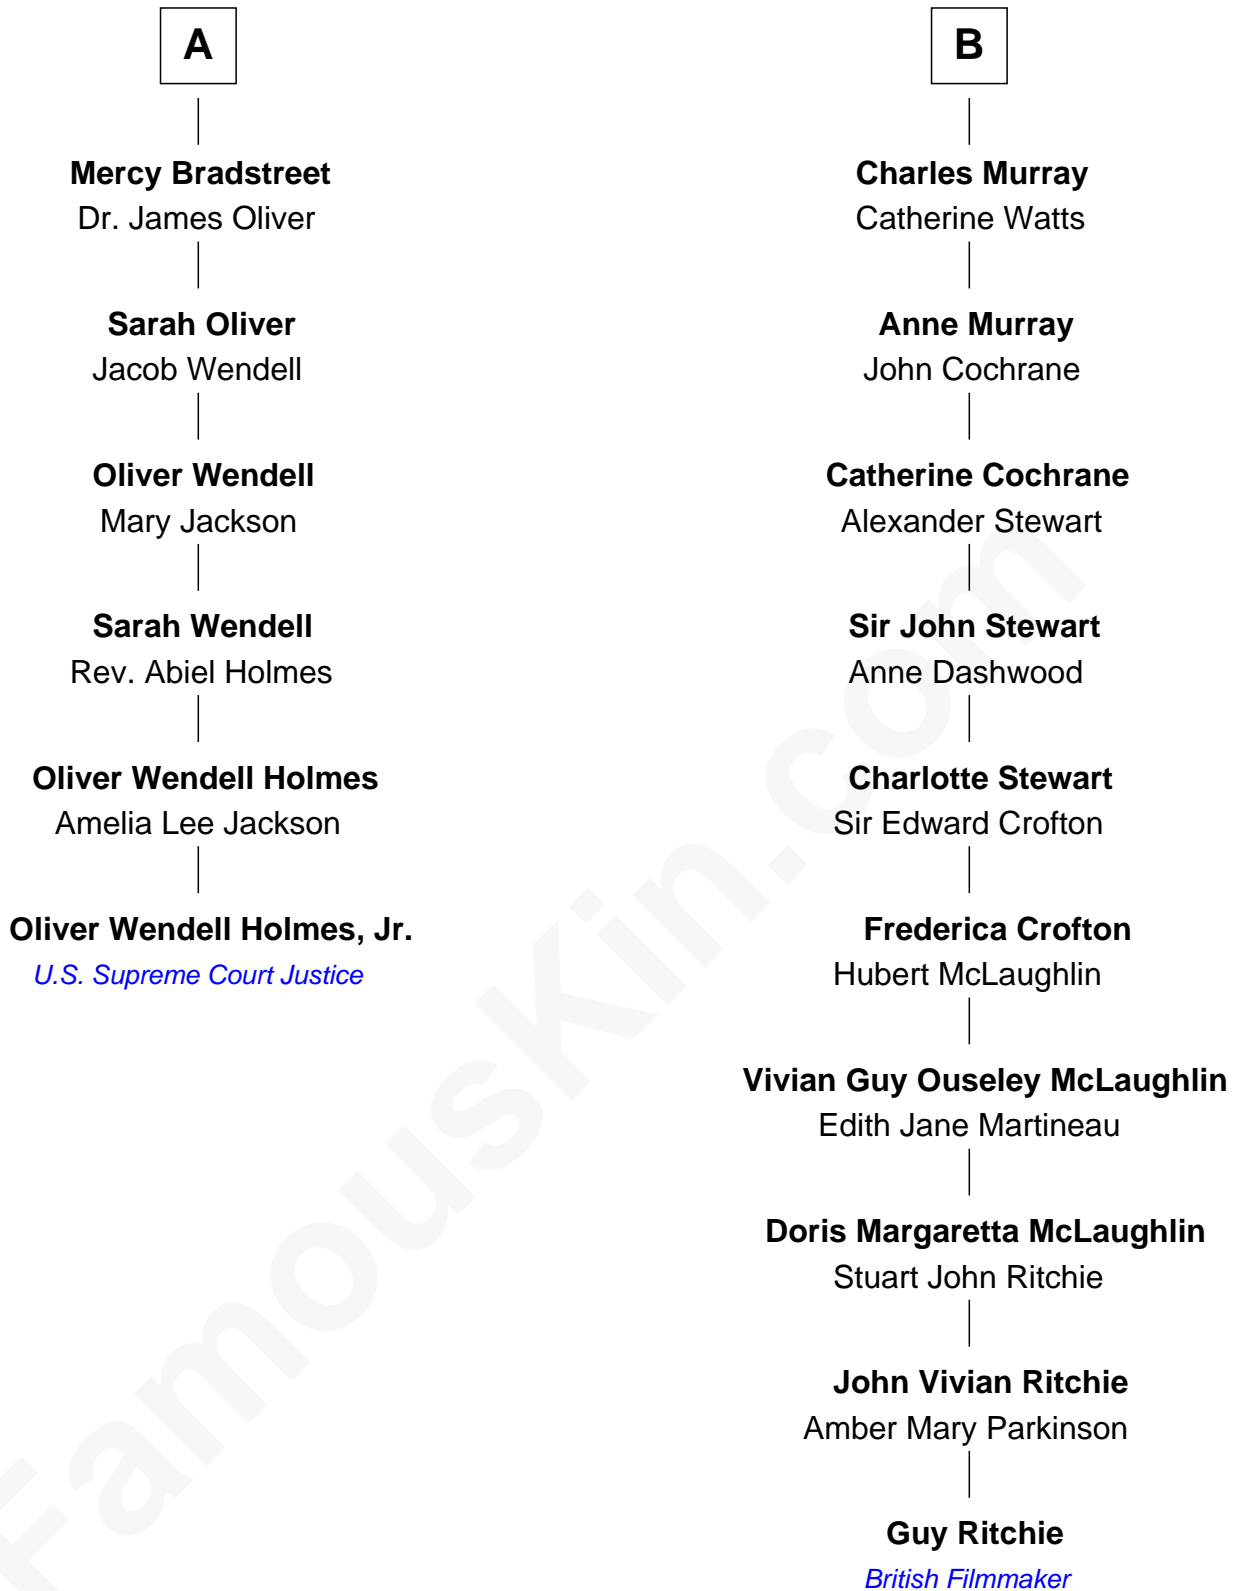 A
Mercy Bradstreet
Dr. James Oliver
Sarah Oliver
Jacob Wendell
Oliver Wendell
Mary Jackson
Sarah Wendell
Rev. Abiel Holmes
Oliver Wendell Holmes
Amelia Lee Jackson
Oliver Wendell Holmes, Jr.
U.S. Supreme Court Justice
B
Charles Murray
Catherine Watts
Anne Murray
John Cochrane
Catherine Cochrane
Alexander Stewart
Sir John Stewart
Anne Dashwood
Charlotte Stewart
Sir Edward Crofton
Frederica Crofton
Hubert McLaughlin
Vivian Guy Ouseley McLaughlin
Edith Jane Martineau
Doris Margaretta McLaughlin
Stuart John Ritchie
John Vivian Ritchie
Amber Mary Parkinson
Guy Ritchie
British Filmmaker
FamousKin.com